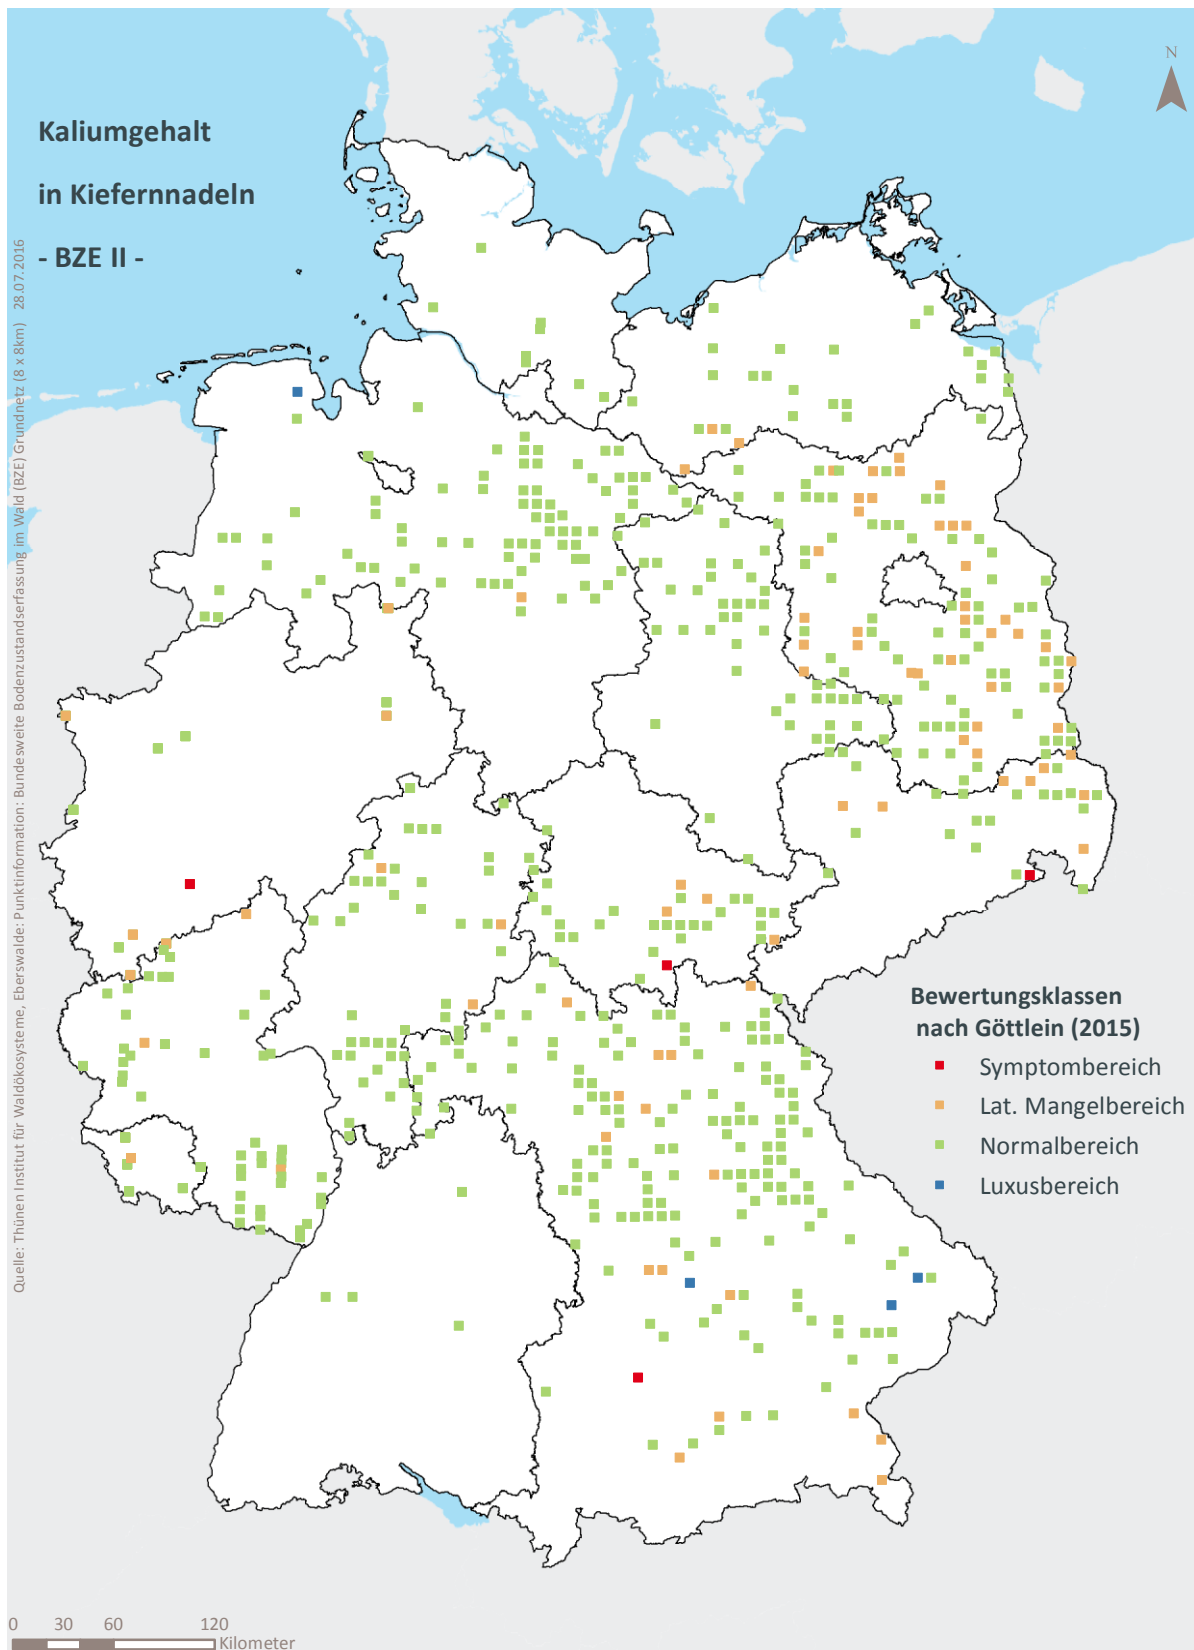 Kaliumgehalt
in Kiefernnadeln
- BZE II -
Quelle: Thünen Institut für Waldökosysteme, Eberswalde: Punktinformation: Bundesweite Bodenzustandserfassung im Wald (BZE) Grundnetz (8 x 8km) 28.07.2016
N
Bewertungsklassen
nach Göttlein (2015)
Symptombereich
Lat. Mangelbereich
Normalbereich
Luxusbereich
0 30 60 120
Kilometer